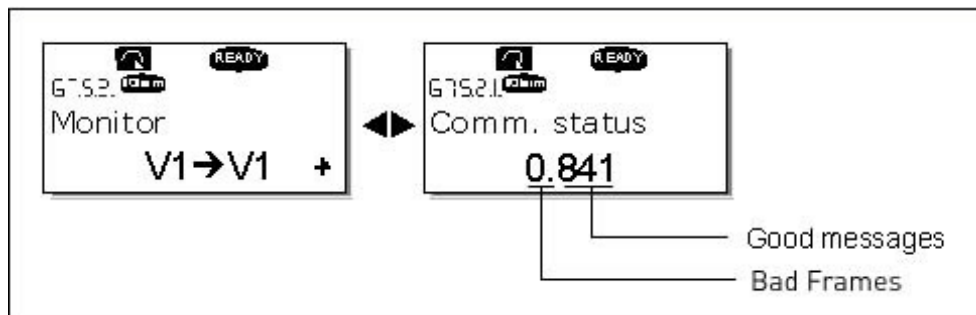 READY
Monitor
V1➔V1 +
READY
Comm. status
0.841
Good messages
Bad Frames